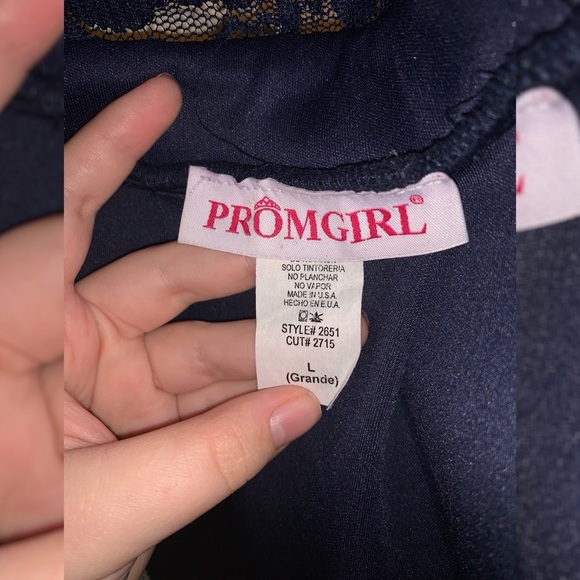 PROMGIRL®
SOLO TINTORERIA
NO PLANCHAR
NO VAPOR
MADE IN U.S.A.
HECHO EN E.U.A.
STYLE# 2651
CUT# 2715
L
(Grande)